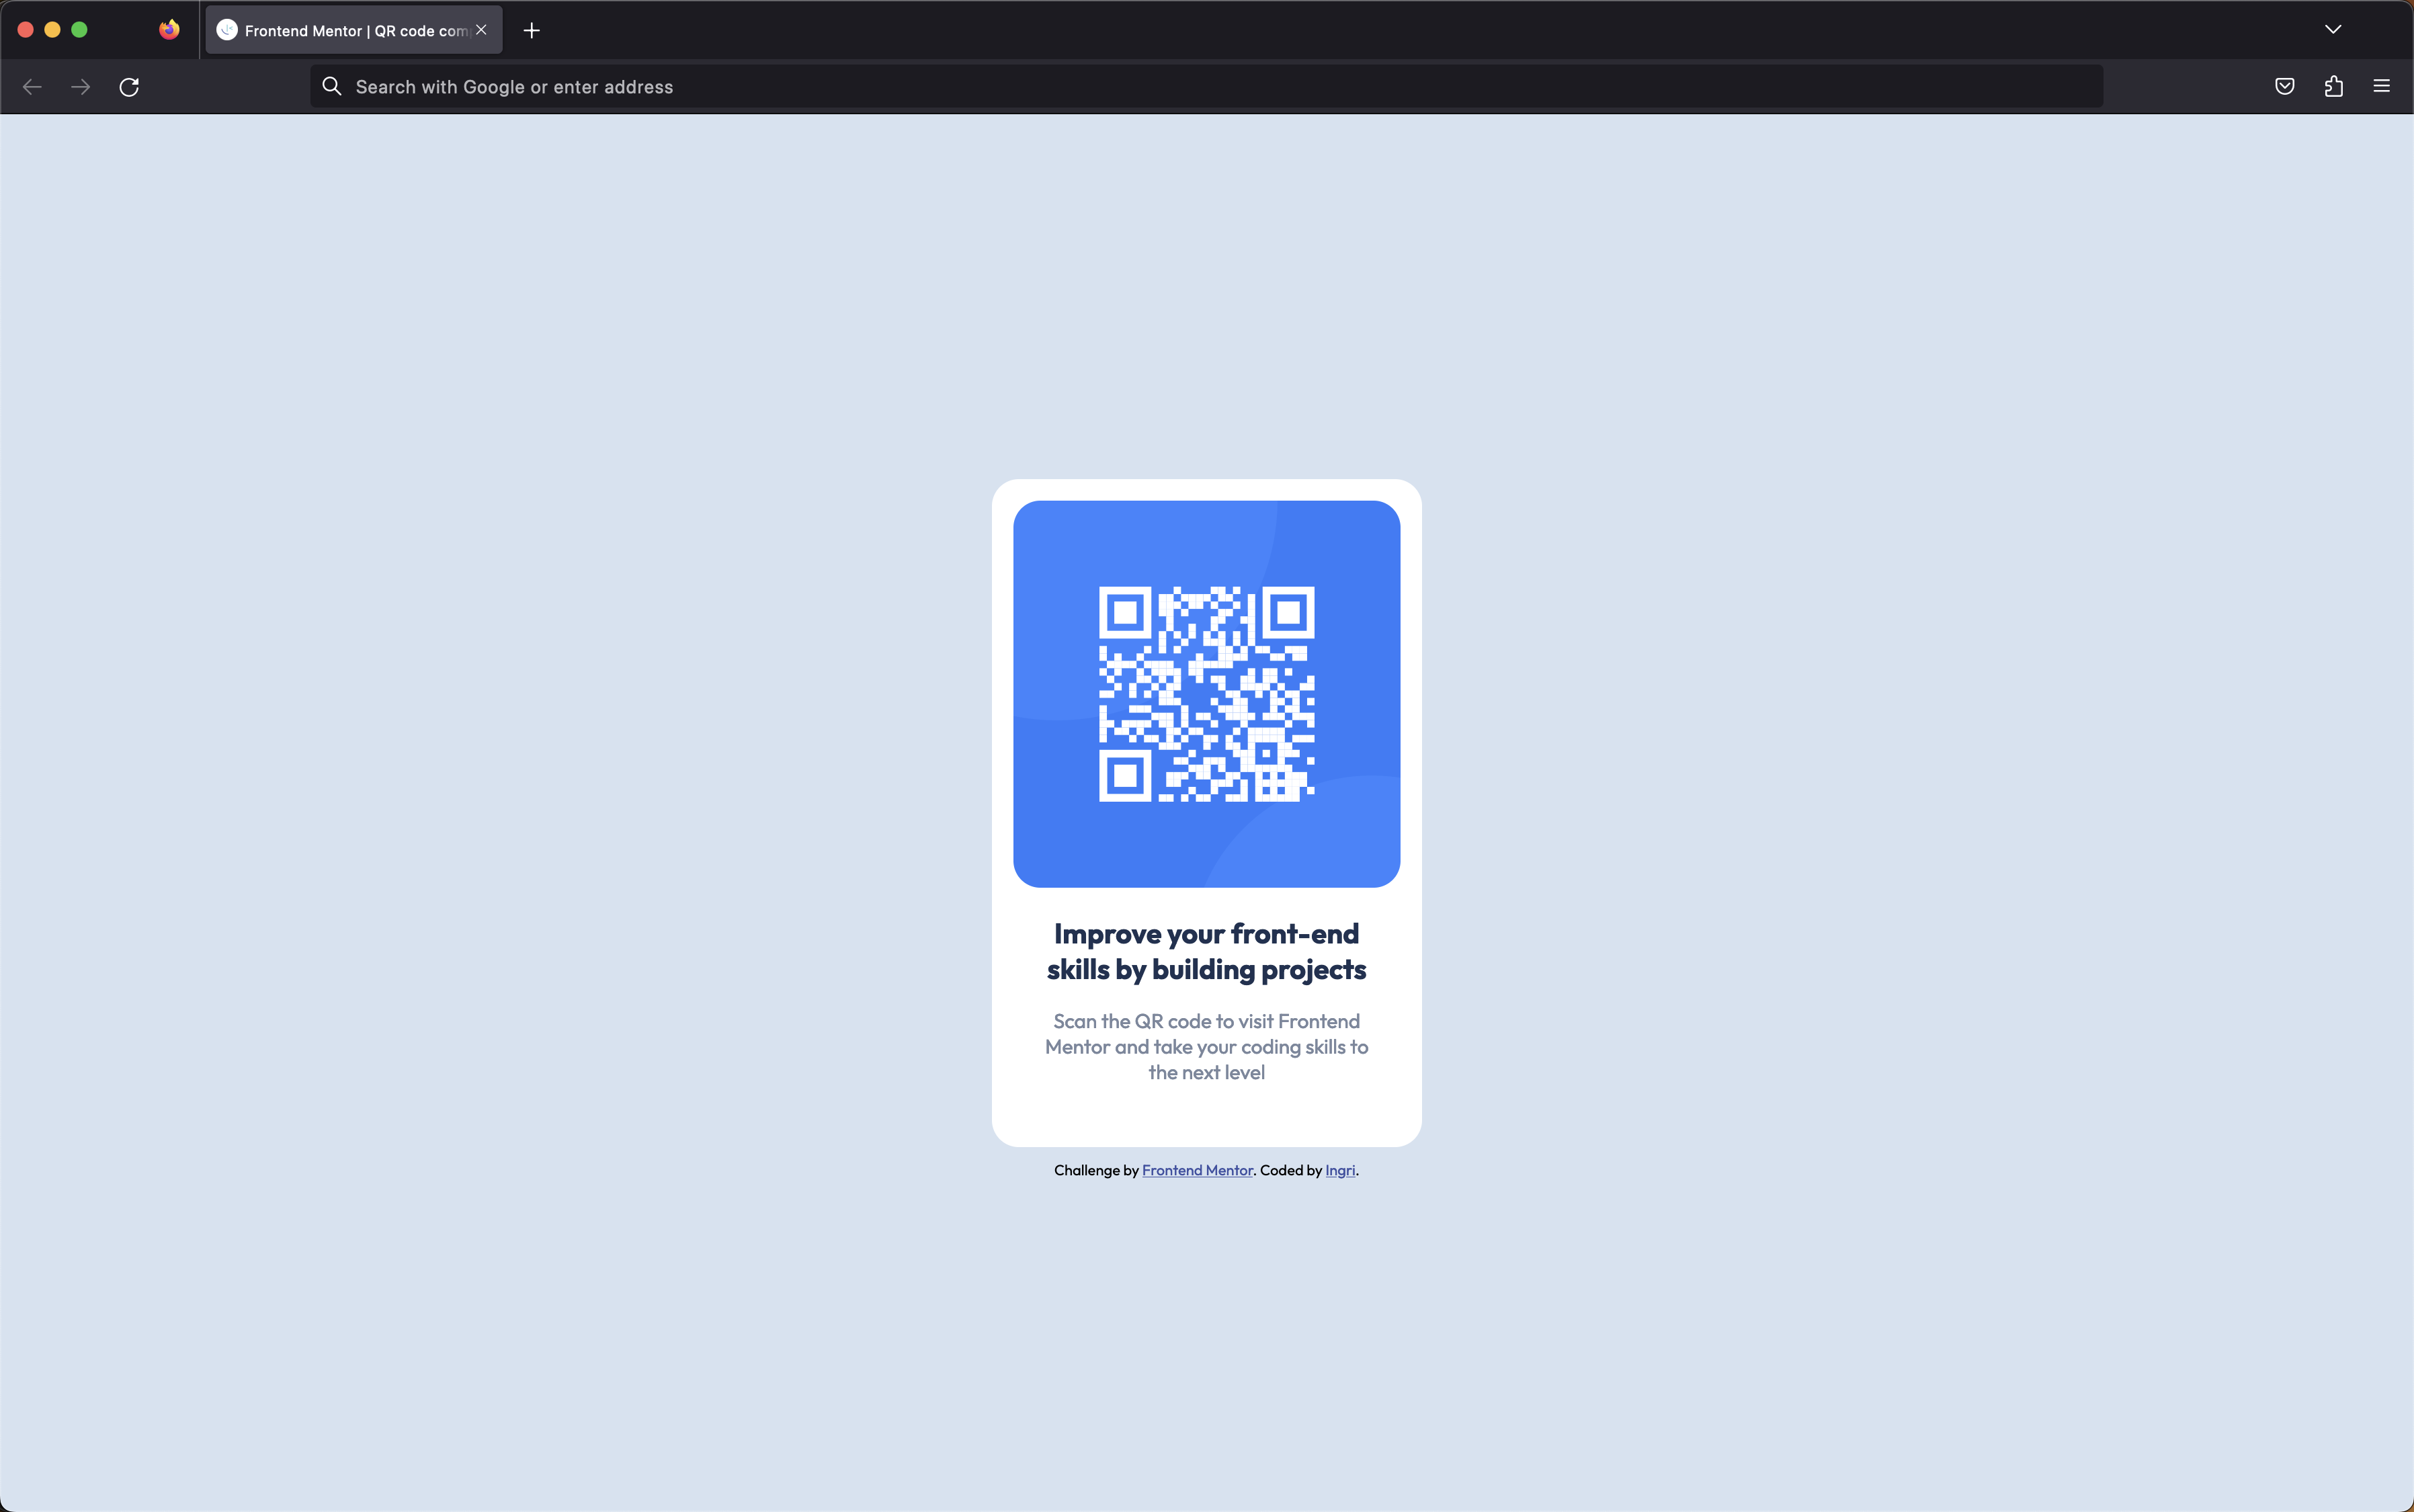 Frontend Mentor | QR code com
Search with Google or enter address
Improve your front-end
skills by building projects
Scan the QR code to visit Frontend
Mentor and take your coding skills to
the next level
Challenge by Frontend Mentor. Coded by Ingri.